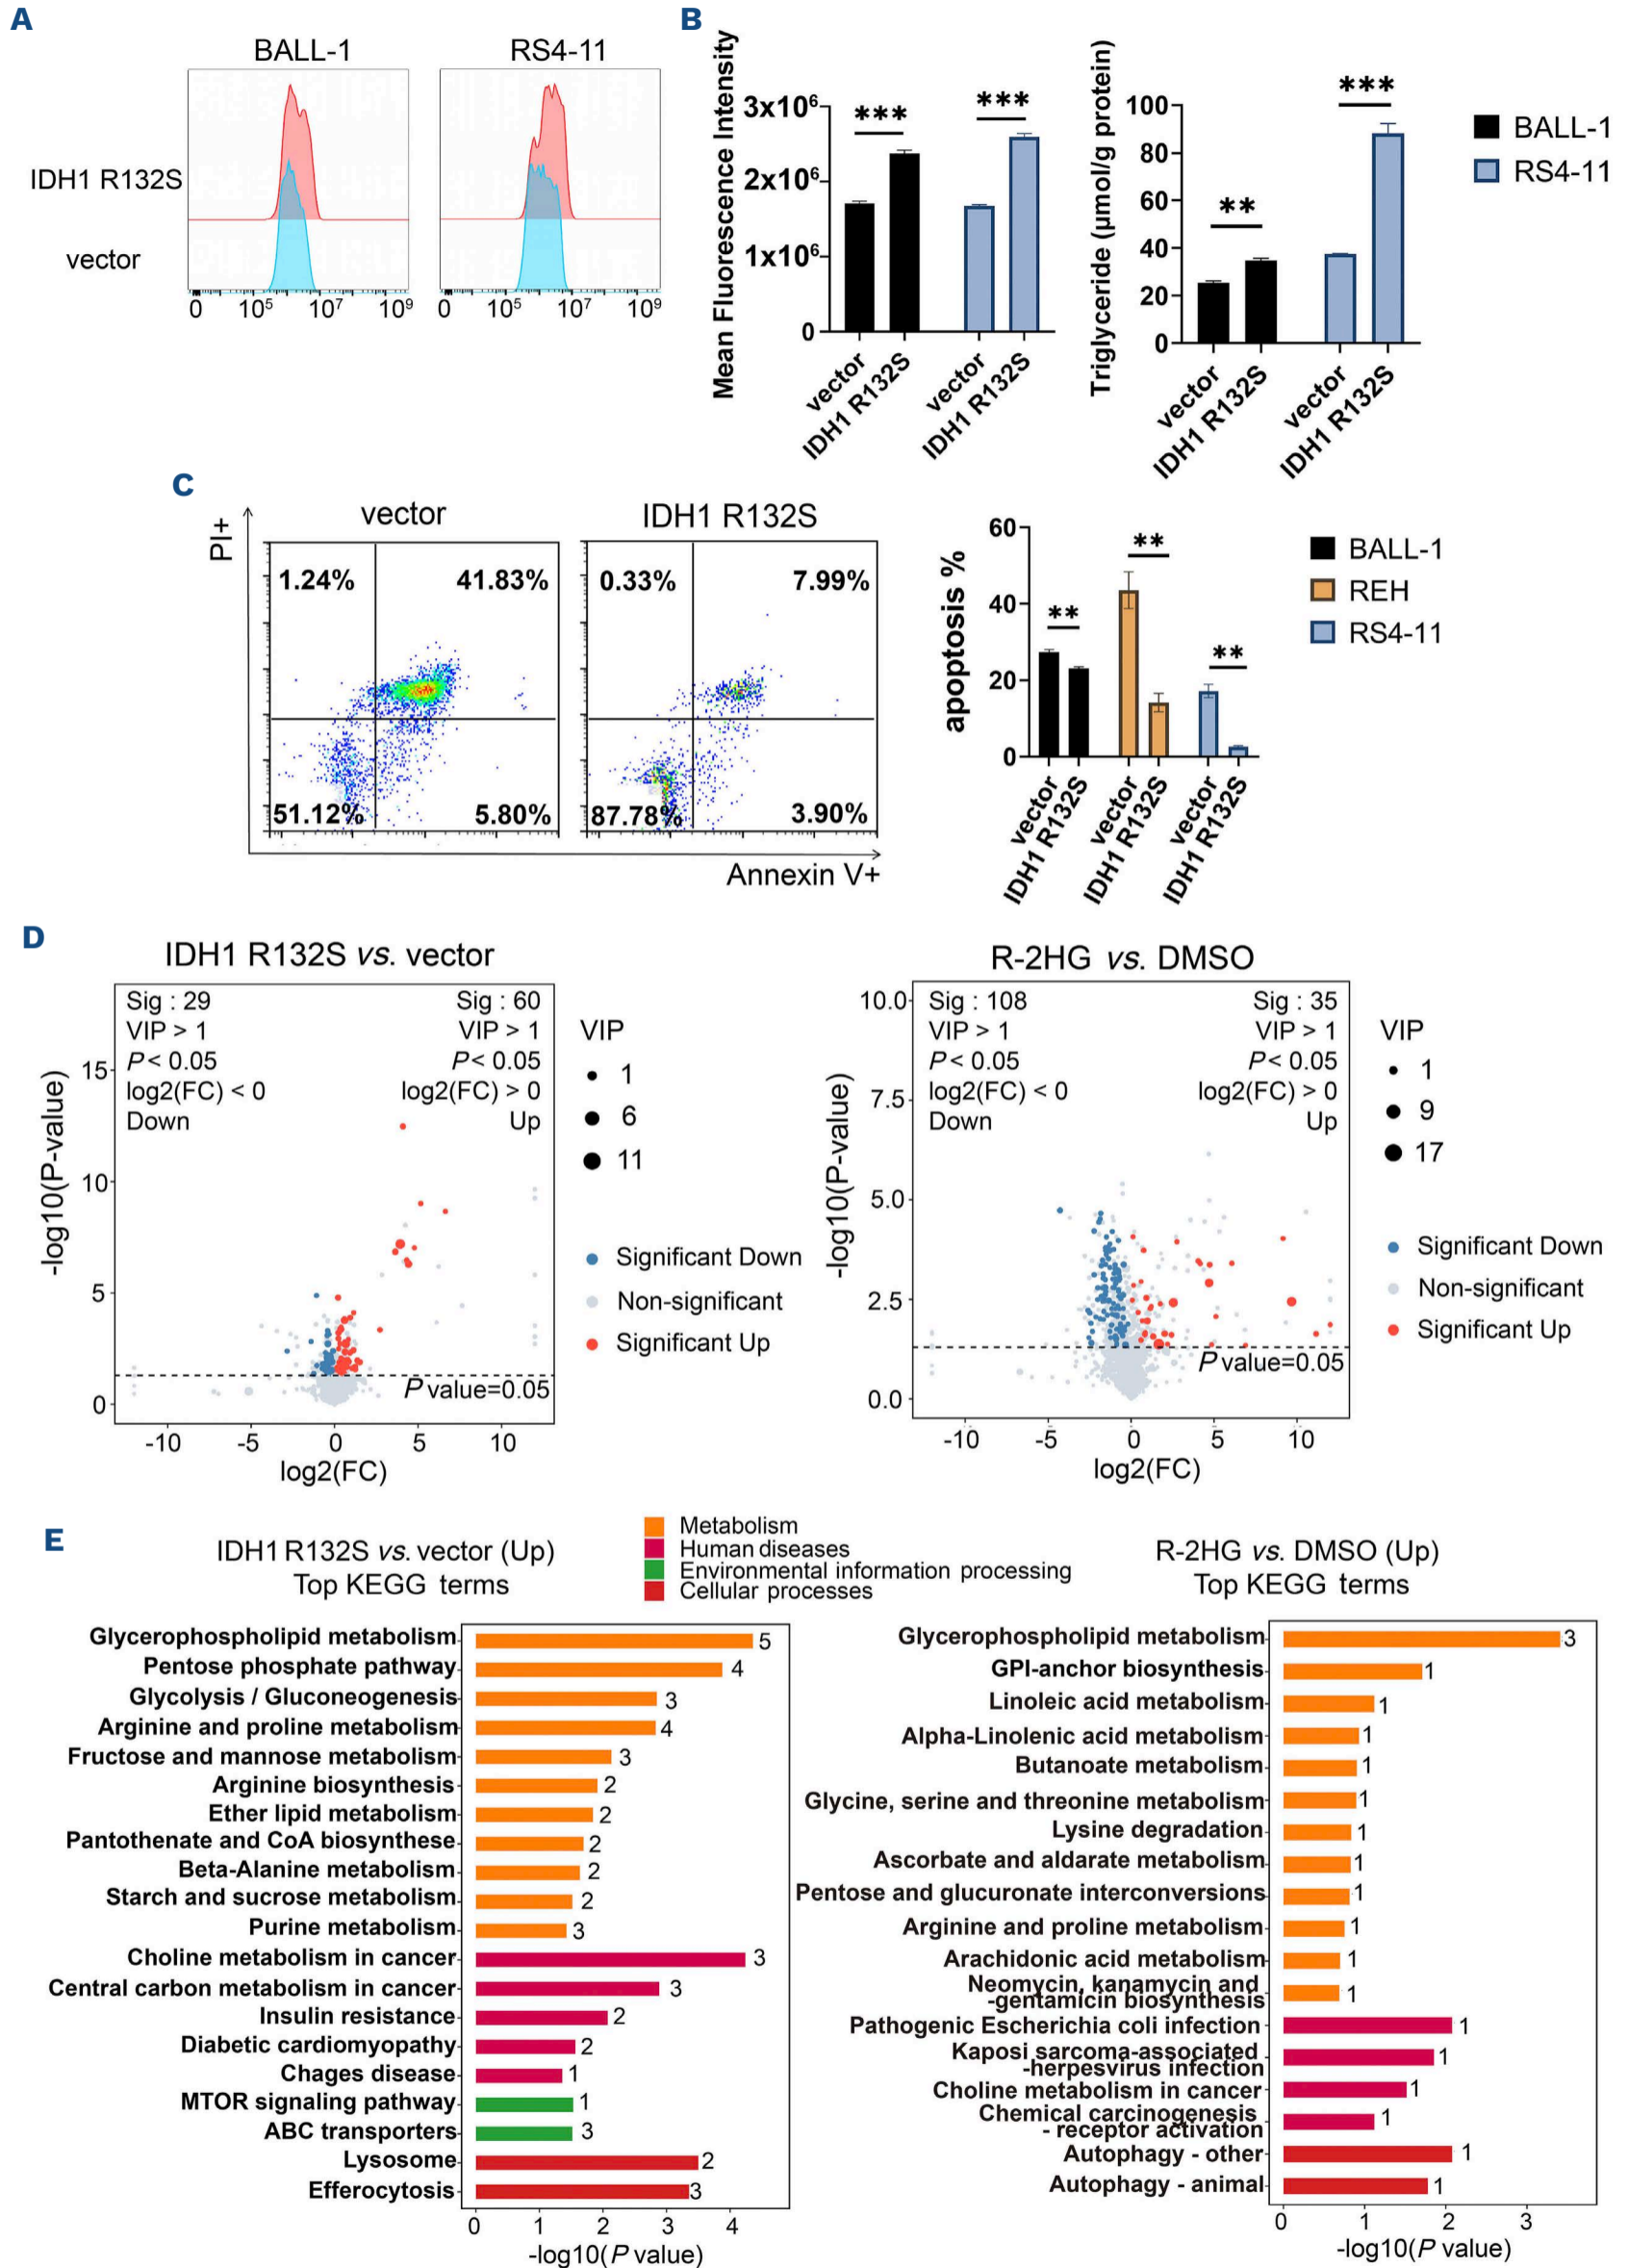 A
BALL-1
RS4-11
IDH1 R132S
vector
0
10⁵
10⁷
10⁹
0
10⁵
10⁷
10⁹
B
Mean Fluorescence Intensity
3x10⁶
2x10⁶
1x10⁶
0
***
***
vector
IDH1 R132S
vector
IDH1 R132S
Triglyceride (μmol/g protein)
100
80
60
40
20
0
**
***
vector
IDH1 R132S
vector
IDH1 R132S
BALL-1
RS4-11
C
PI+
vector
1.24%
41.83%
51.12%
5.80%
IDH1 R132S
0.33%
7.99%
87.78%
3.90%
Annexin V+
apoptosis %
60
40
20
0
**
**
**
vector
IDH1 R132S
vector
IDH1 R132S
vector
IDH1 R132S
BALL-1
REH
RS4-11
D
IDH1 R132S vs. vector
Sig : 29
VIP > 1
P < 0.05
log2(FC) < 0
Down
Sig : 60
VIP > 1
P < 0.05
log2(FC) > 0
Up
-log10(P-value)
15
10
5
0
P value=0.05
-10
-5
0
5
10
log2(FC)
VIP
1
6
11
Significant Down
Non-significant
Significant Up
R-2HG vs. DMSO
Sig : 108
VIP > 1
P < 0.05
log2(FC) < 0
Down
Sig : 35
VIP > 1
P < 0.05
log2(FC) > 0
Up
-log10(P-value)
10.0
7.5
5.0
2.5
0.0
P value=0.05
-10
-5
0
5
10
log2(FC)
VIP
1
9
17
Significant Down
Non-significant
Significant Up
E
IDH1 R132S vs. vector (Up)
Top KEGG terms
Metabolism
Human diseases
Environmental information processing
Cellular processes
R-2HG vs. DMSO (Up)
Top KEGG terms
Glycerophospholipid metabolism 5
Pentose phosphate pathway 4
Glycolysis / Gluconeogenesis 3
Arginine and proline metabolism 4
Fructose and mannose metabolism 3
Arginine biosynthesis 2
Ether lipid metabolism 2
Pantothenate and CoA biosynthese 2
Beta-Alanine metabolism 2
Starch and sucrose metabolism 2
Purine metabolism 3
Choline metabolism in cancer 3
Central carbon metabolism in cancer 3
Insulin resistance 2
Diabetic cardiomyopathy 2
Chages disease 1
MTOR signaling pathway 1
ABC transporters 3
Lysosome 2
Efferocytosis 3
0 1 2 3 4
-log10(P value)
Glycerophospholipid metabolism 3
GPI-anchor biosynthesis 1
Linoleic acid metabolism 1
Alpha-Linolenic acid metabolism 1
Butanoate metabolism 1
Glycine, serine and threonine metabolism 1
Lysine degradation 1
Ascorbate and aldarate metabolism 1
Pentose and glucuronate interconversions 1
Arginine and proline metabolism 1
Arachidonic acid metabolism 1
Neomycin, kanamycin and
-gentamicin biosynthesis 1
Pathogenic Escherichia coli infection 1
Kaposi sarcoma-associated
-herpesvirus infection 1
Choline metabolism in cancer 1
Chemical carcinogenesis
- receptor activation 1
Autophagy - other 1
Autophagy - animal 1
0 1 2 3
-log10(P value)